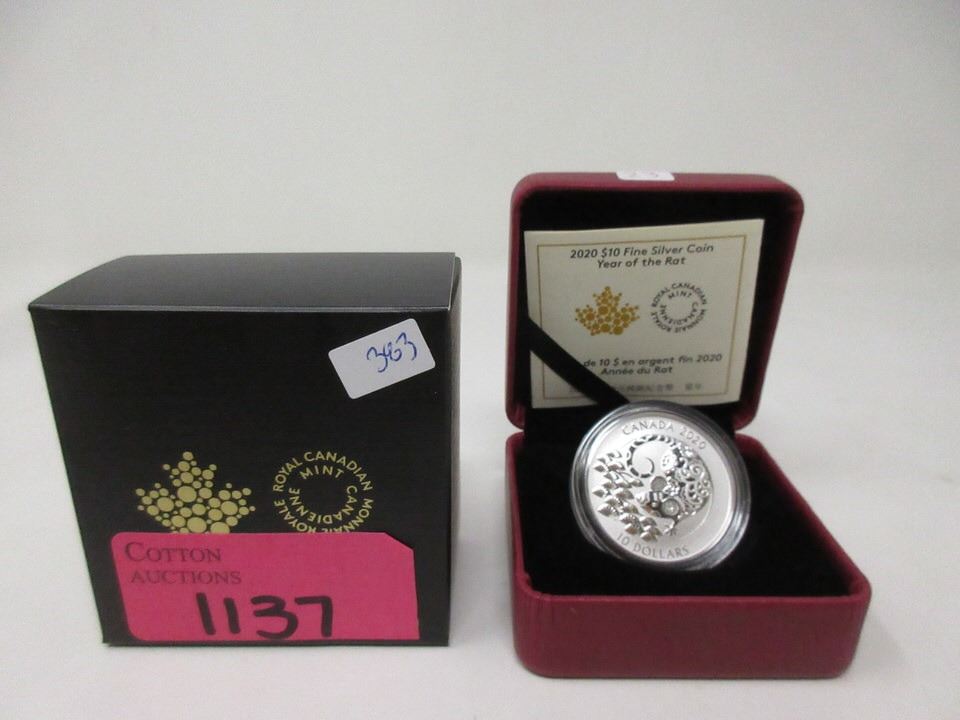 363
ROYAL CANADIAN MINT
MONNAIE ROYALE CANADIENNE
COTTON
AUCTIONS
1137
2020 $10 Fine Silver Coin
Year of the Rat
ROYAL CANADIAN MINT
MONNAIE ROYALE CANADIENNE
de 10 $ en argent fin 2020
Année du Rat
鼠年
CANADA 2020
10 DOLLARS